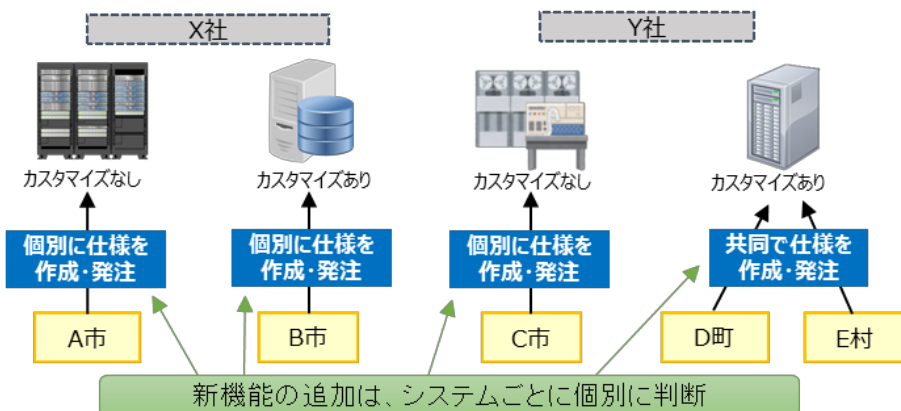 X社
Y社
カスタマイズなし
カスタマイズあり
カスタマイズなし
カスタマイズあり
個別に仕様を
作成・発注
個別に仕様を
作成・発注
個別に仕様を
作成・発注
共同で仕様を
作成・発注
A市
B市
C市
D町
E村
新機能の追加は、システムごとに個別に判断